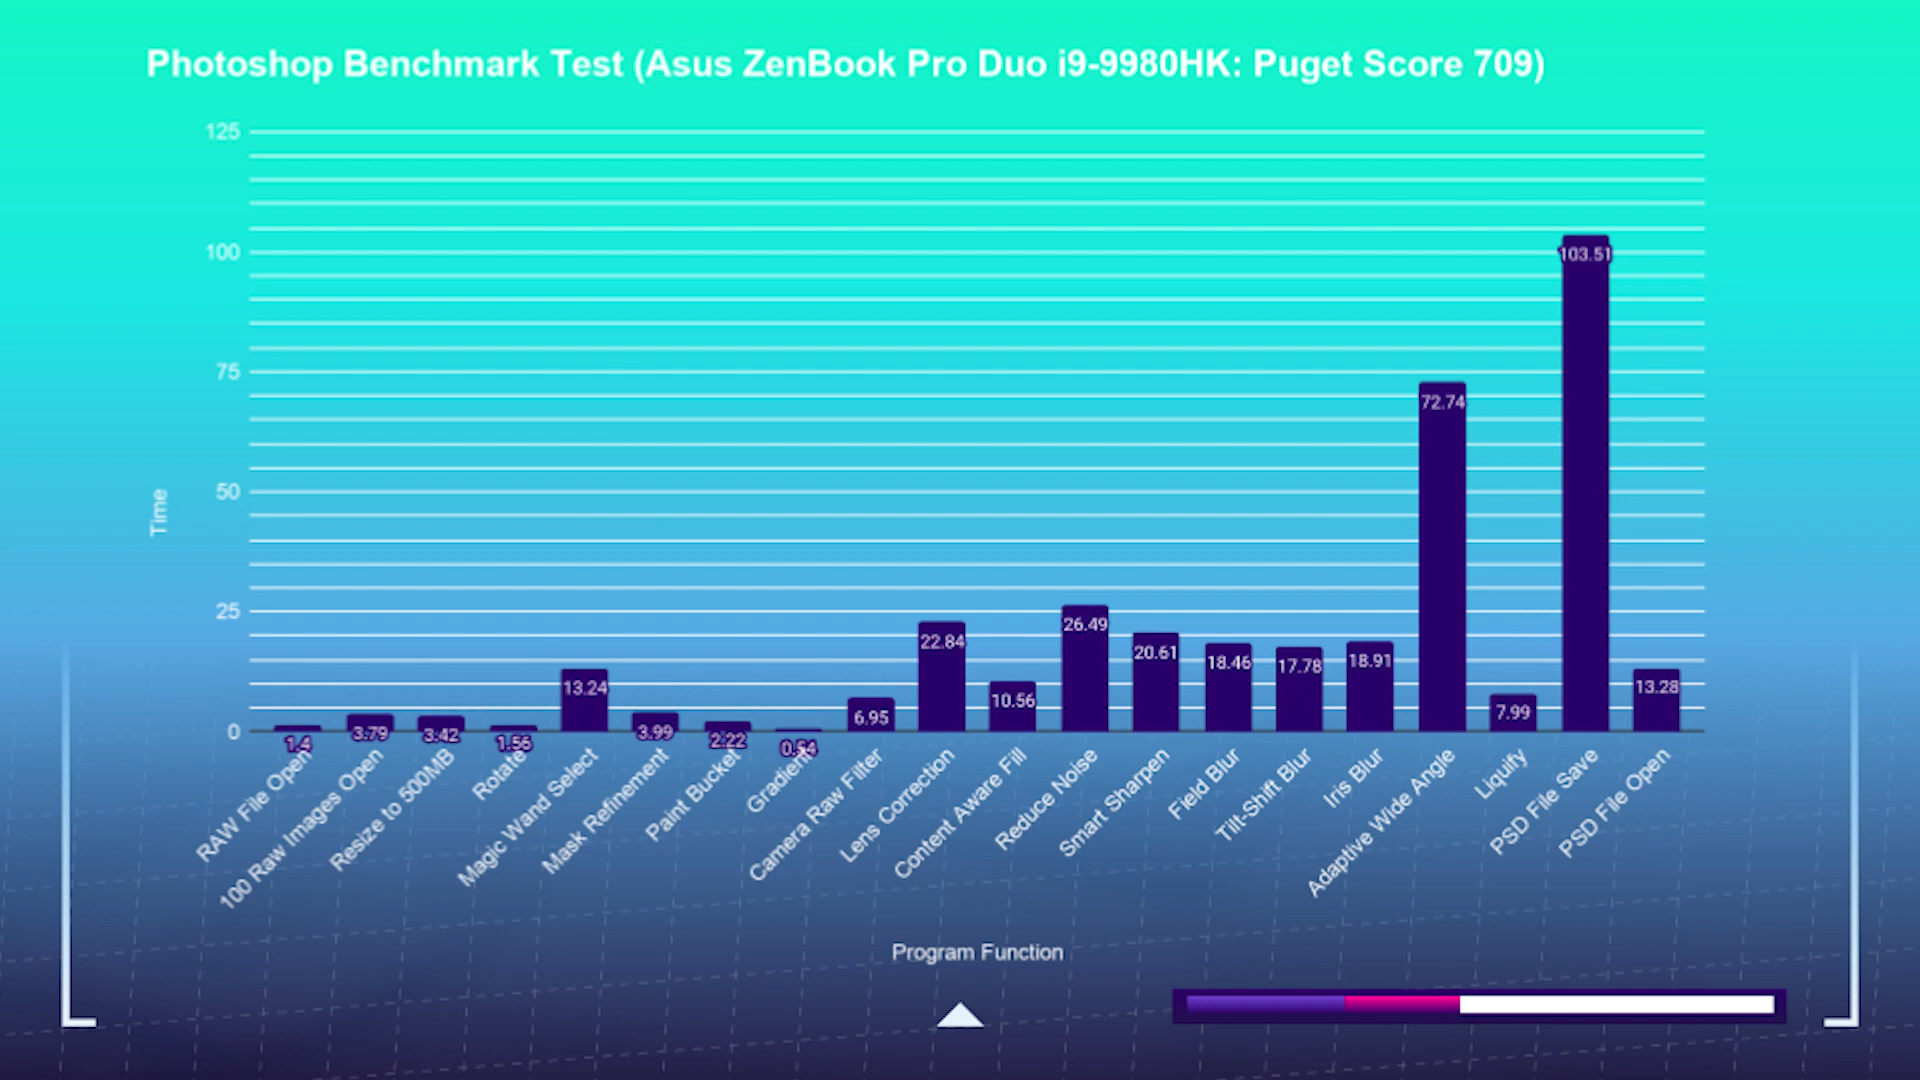 Photoshop Benchmark Test (Asus ZenBook Pro Duo i9-9980HK: Puget Score 709)
125
100
75
50
25
0
Time
1.4
3.79
3.42
1.56
13.24
3.99
2.22
0.54
6.95
22.84
10.56
26.49
20.61
18.46
17.78
18.91
72.74
7.99
103.51
13.28
RAW File Open
100 Raw Images Open
Resize to 500MB
Rotate
Magic Wand Select
Mask Refinement
Paint Bucket
Gradient
Camera Raw Filter
Lens Correction
Content Aware Fill
Reduce Noise
Smart Sharpen
Field Blur
Tilt-Shift Blur
Iris Blur
Adaptive Wide Angle
Liquify
PSD File Save
PSD File Open
Program Function